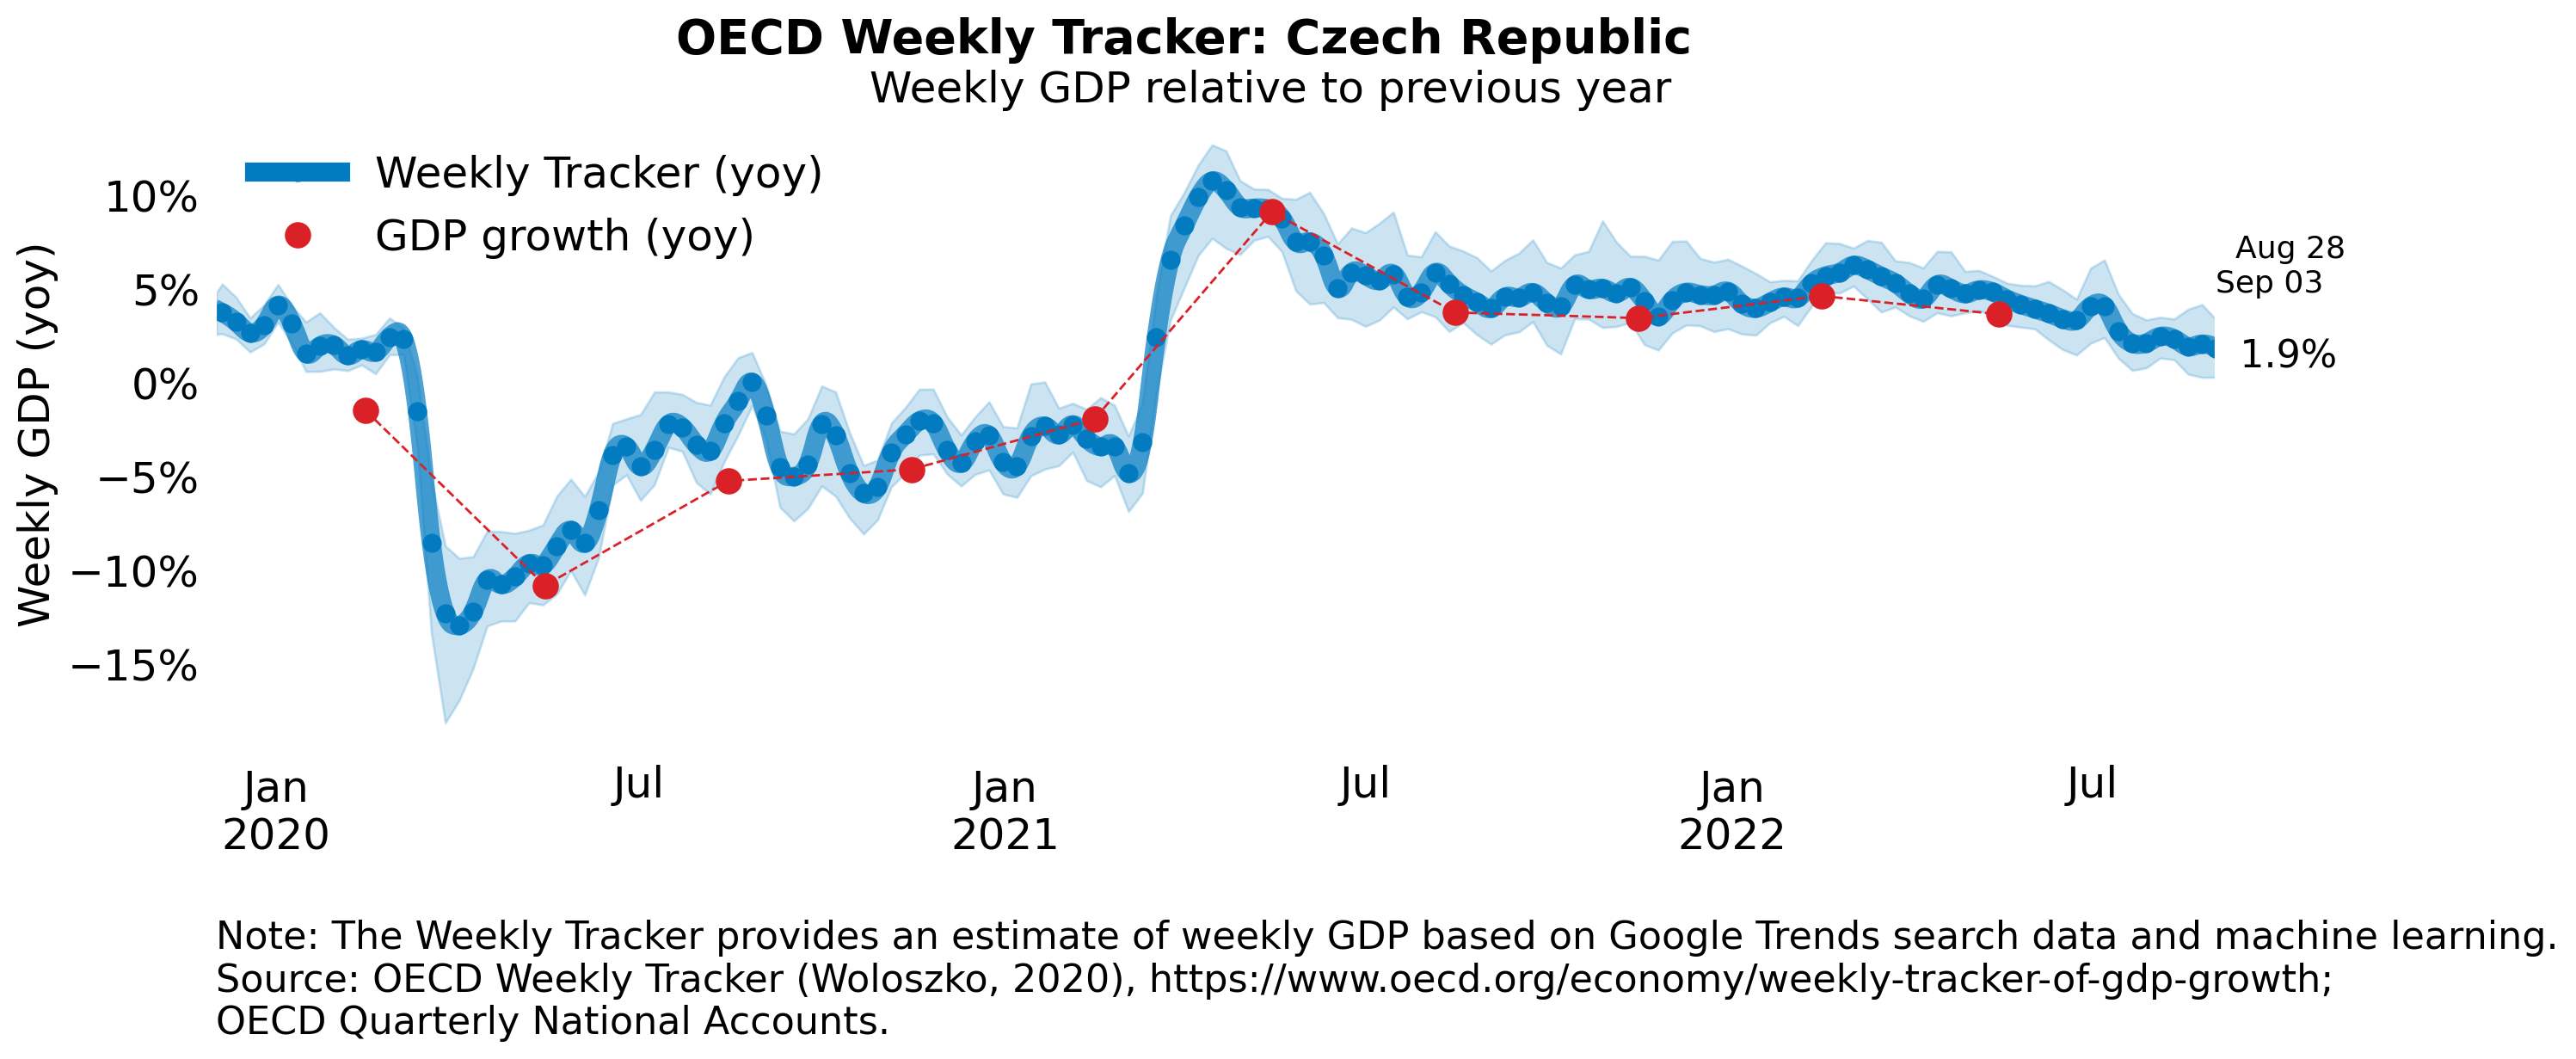 OECD Weekly Tracker: Czech Republic
Weekly GDP relative to previous year
Weekly Tracker (yoy)
GDP growth (yoy)
Weekly GDP (yoy)
10%
5%
0%
−5%
−10%
−15%
Aug 28
Sep 03
1.9%
Jan
2020
Jul
Jan
2021
Jul
Jan
2022
Jul
Note: The Weekly Tracker provides an estimate of weekly GDP based on Google Trends search data and machine learning.
Source: OECD Weekly Tracker (Woloszko, 2020), https://www.oecd.org/economy/weekly-tracker-of-gdp-growth;
OECD Quarterly National Accounts.